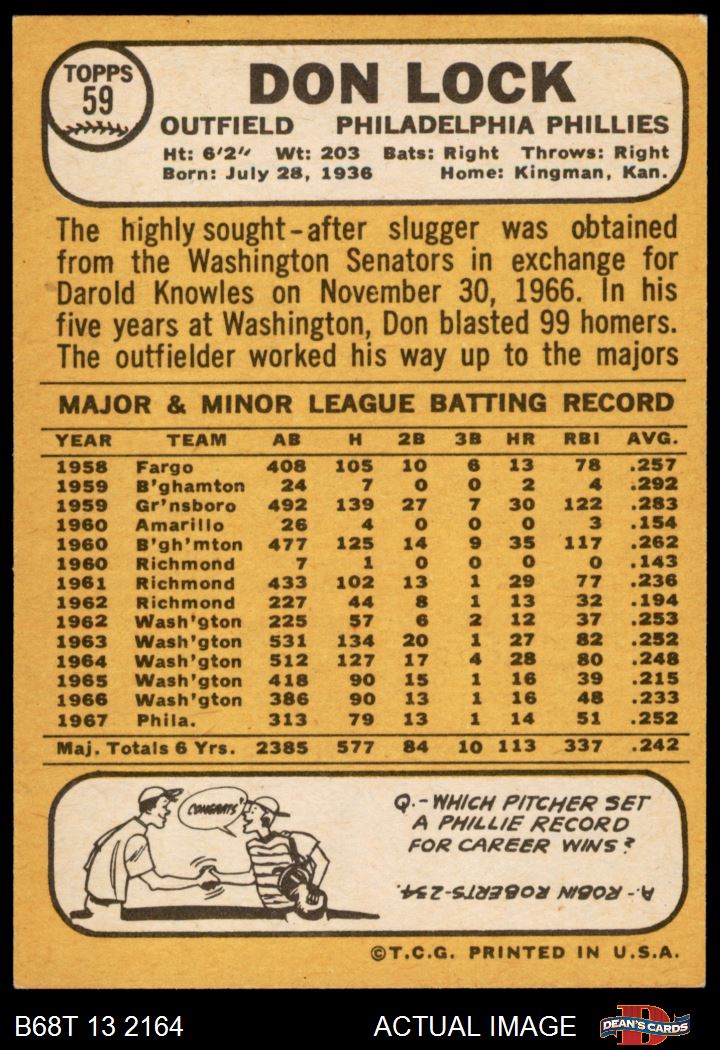 TOPPS
59
DON LOCK
OUTFIELD PHILADELPHIA PHILLIES
Ht: 6'2" Wt: 203 Bats: Right Throws: Right
Born: July 28, 1936 Home: Kingman, Kan.
The highly sought-after slugger was obtained
from the Washington Senators in exchange for
Darold Knowles on November 30, 1966. In his
five years at Washington, Don blasted 99 homers.
The outfielder worked his way up to the majors
MAJOR & MINOR LEAGUE BATTING RECORD
YEAR TEAM AB H 2B 3B HR RBI AVG.
1958 Fargo 408 105 10 6 13 78 .257
1959 B'ghamton 24 7 0 0 2 4 .292
1959 Gr'nsboro 492 139 27 7 30 122 .283
1960 Amarillo 26 4 0 0 0 3 .154
1960 B'gh'mton 477 125 14 9 35 117 .262
1960 Richmond 7 1 0 0 0 0 .143
1961 Richmond 433 102 13 1 29 77 .236
1962 Richmond 227 44 8 1 13 32 .194
1962 Wash'gton 225 57 6 2 12 37 .253
1963 Wash'gton 531 134 20 1 27 82 .252
1964 Wash'gton 512 127 17 4 28 80 .248
1965 Wash'gton 418 90 15 1 16 39 .215
1966 Wash'gton 386 90 13 1 16 48 .233
1967 Phila. 313 79 13 1 14 51 .252
Maj. Totals 6 Yrs. 2385 577 84 10 113 337 .242
CONGRATS'
Q.-WHICH PITCHER SET
A PHILLIE RECORD
FOR CAREER WINS?
A.-ROBIN ROBERTS-234.
©T.C.G. PRINTED IN U.S.A.
B68T 13 2164 ACTUAL IMAGE
D
DEAN'S CARDS